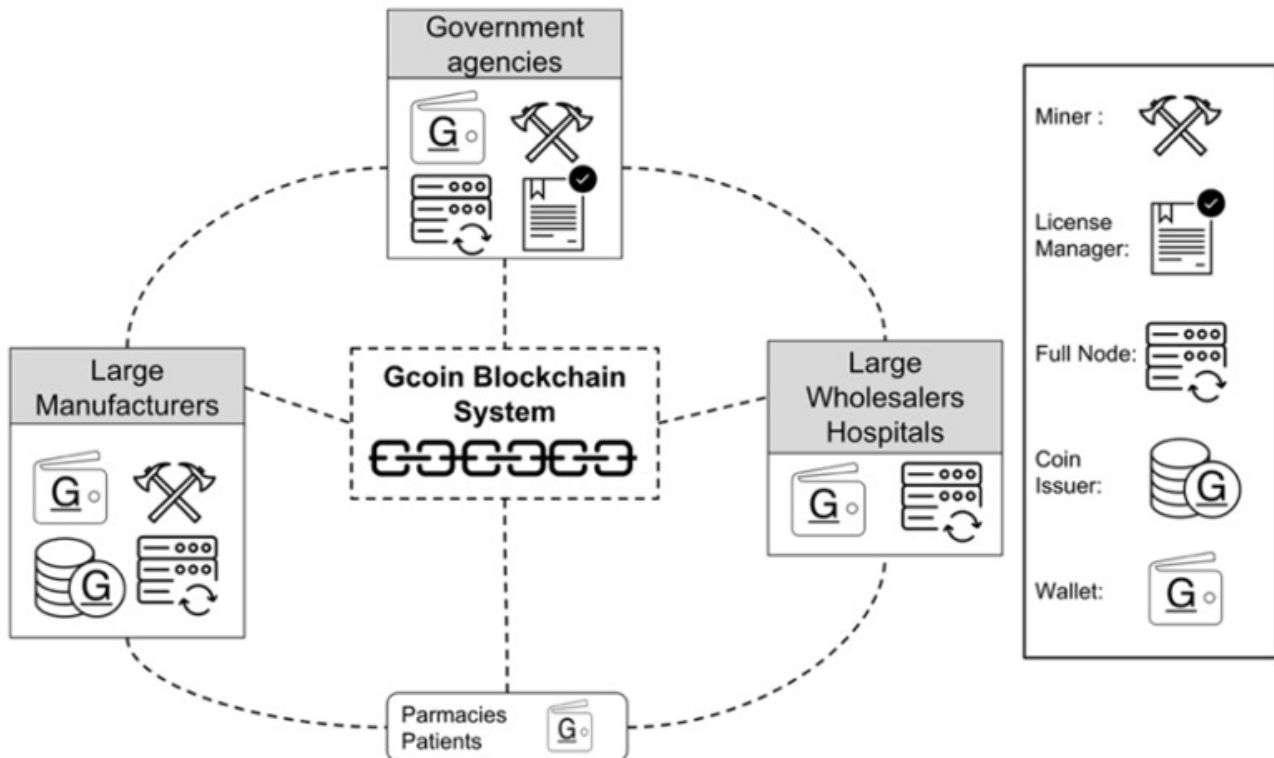 Government
agencies
G
Large
Manufacturers
G
G
Gcoin Blockchain
System
Large
Wholesalers
Hospitals
G
Parmacies
Patients
G
Miner :
License
Manager:
Full Node:
Coin
Issuer:
G
Wallet:
G